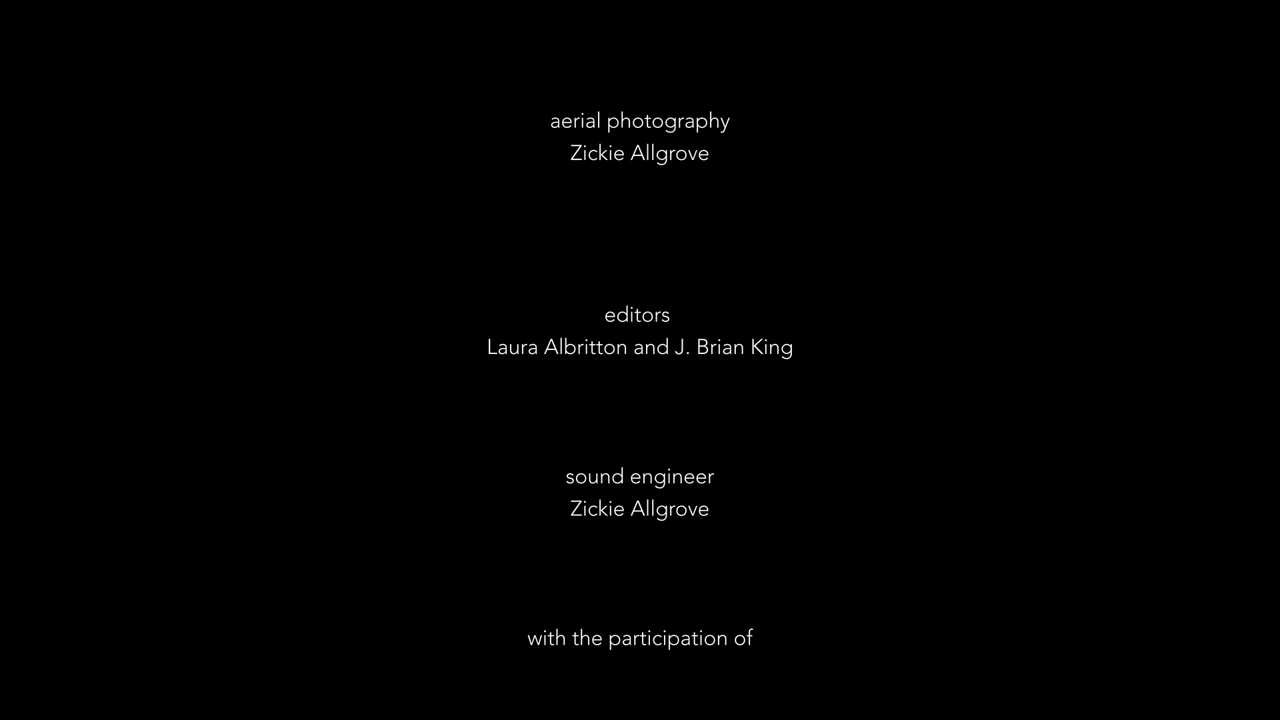 aerial photography
Zickie Allgrove
editors
Laura Albritton and J. Brian King
sound engineer
Zickie Allgrove
with the participation of